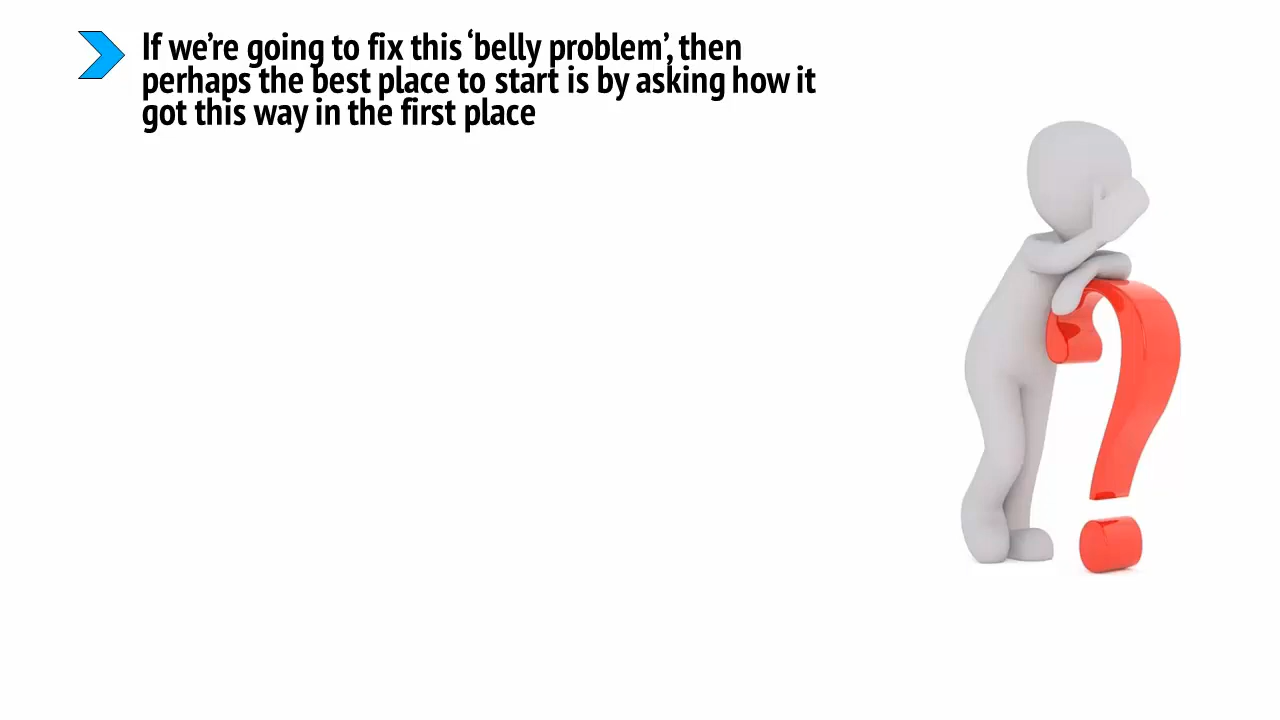 If we’re going to fix this ‘belly problem’, then
perhaps the best place to start is by asking how it
got this way in the first place